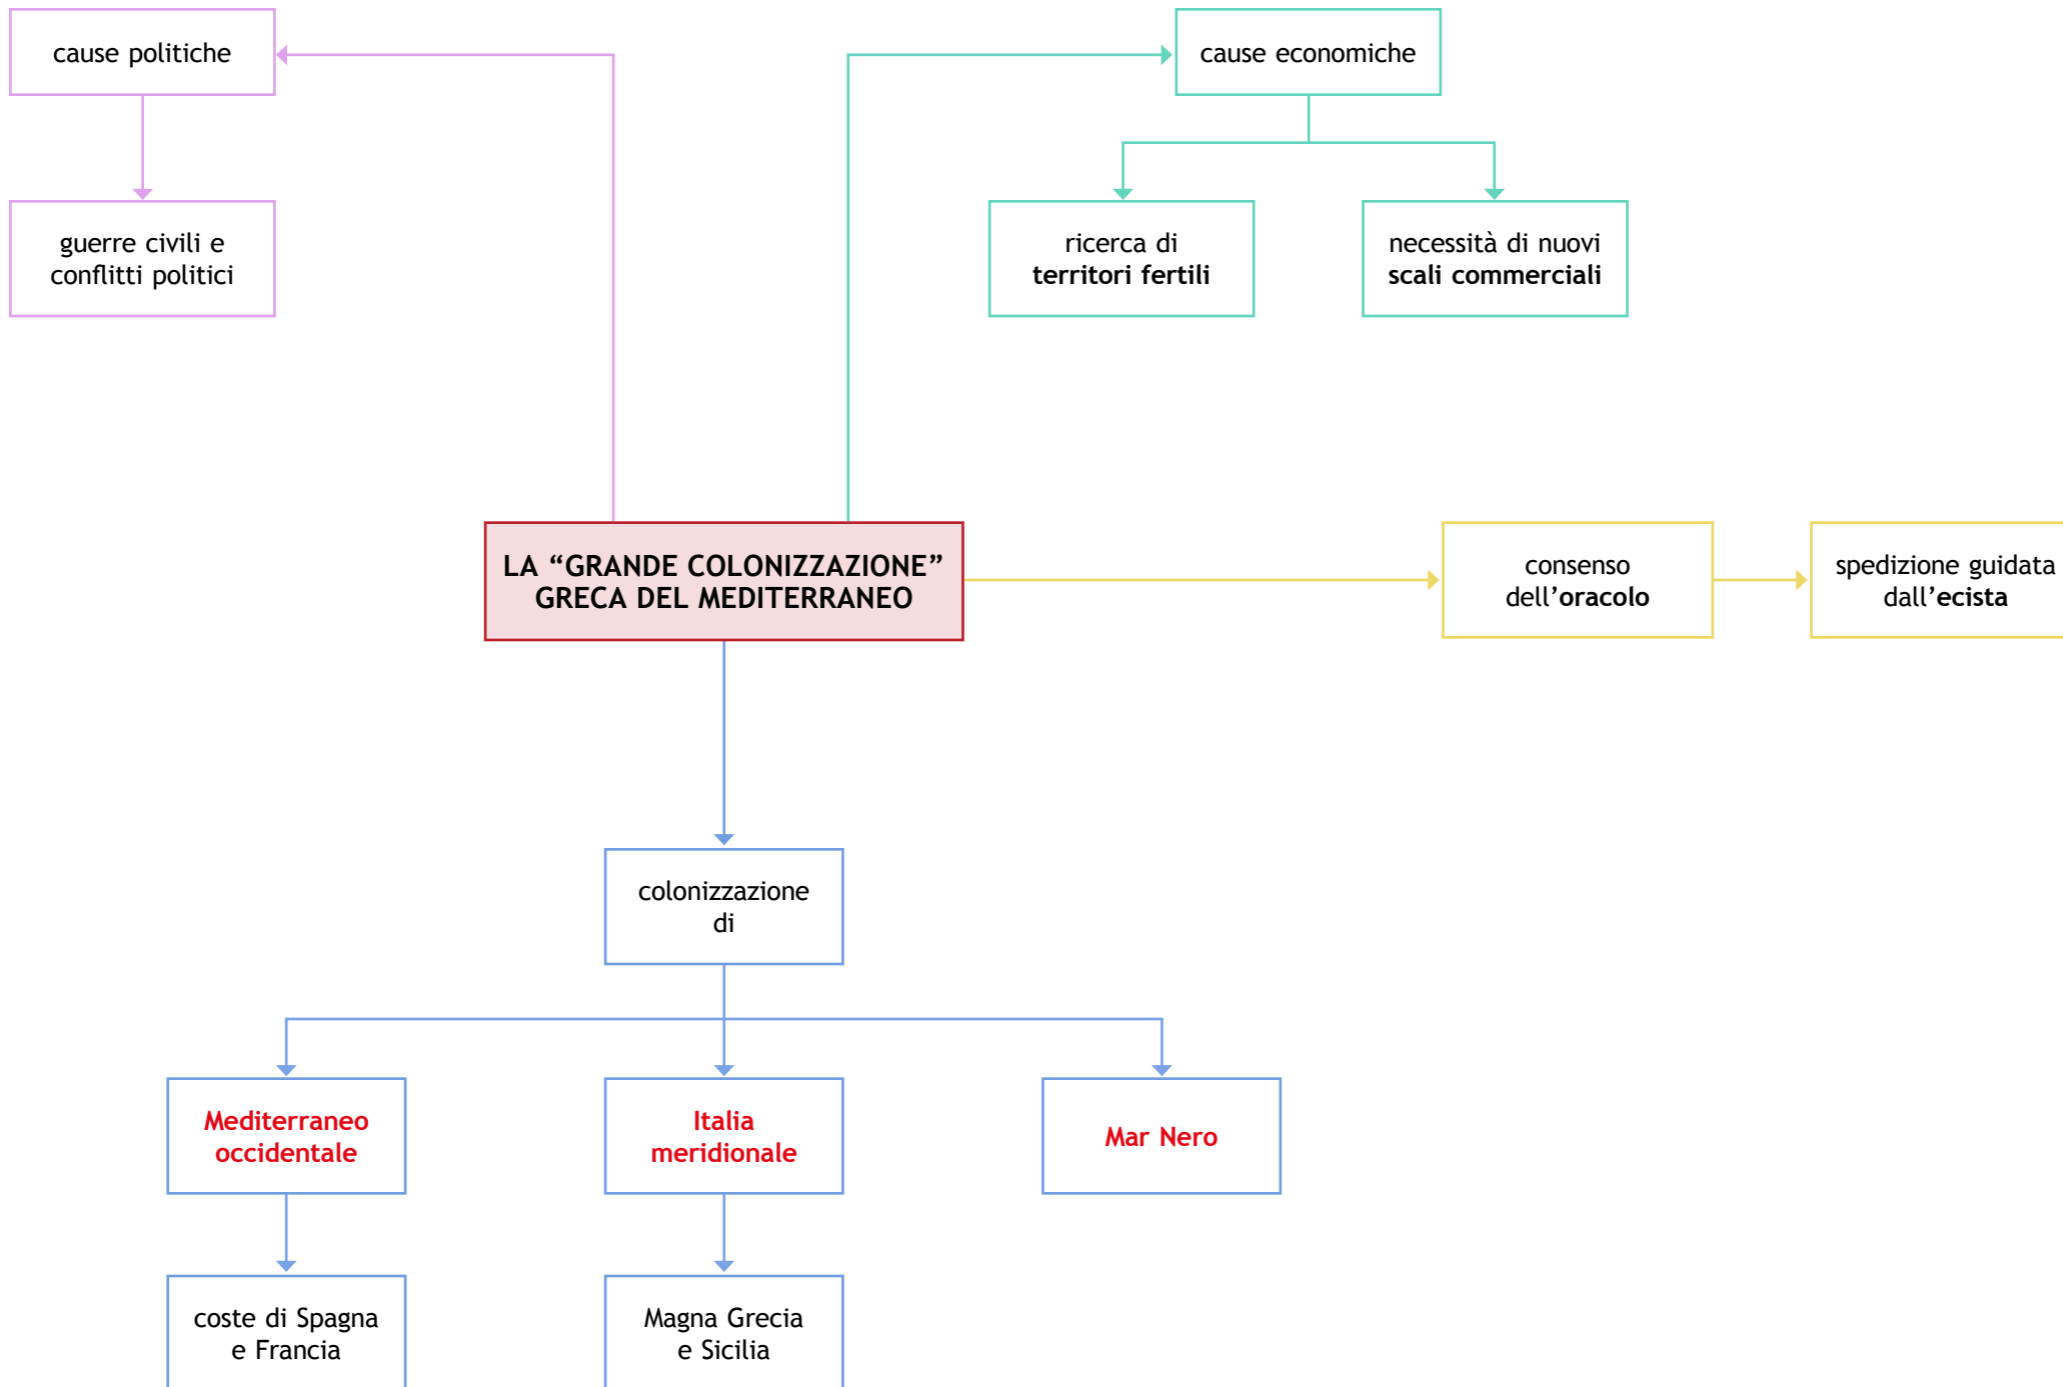 cause politiche
cause economiche
guerre civili e
conflitti politici
ricerca di
territori fertili
necessità di nuovi
scali commerciali
LA “GRANDE COLONIZZAZIONE”
GRECA DEL MEDITERRANEO
consenso
dell’oracolo
spedizione guidata
dall’ecista
colonizzazione
di
Mediterraneo
occidentale
Italia
meridionale
Mar Nero
coste di Spagna
e Francia
Magna Grecia
e Sicilia